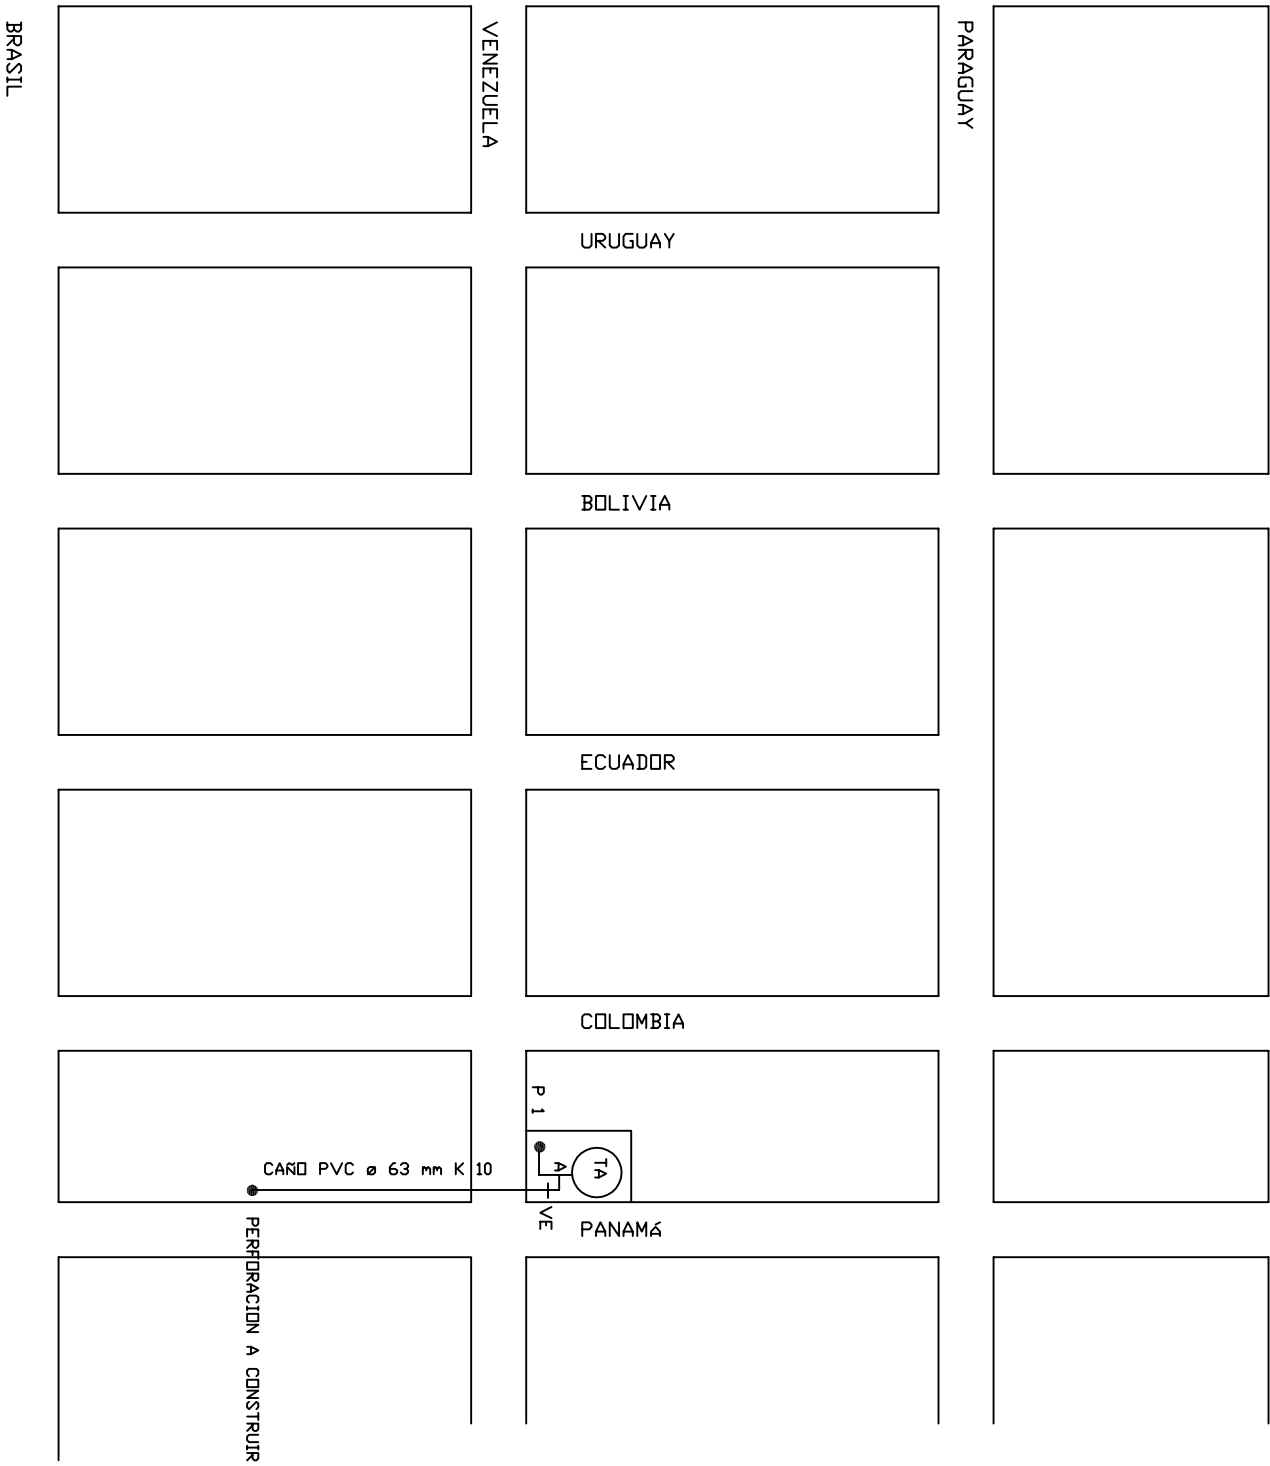 BRASIL
VENEZUELA
PARAGUAY
URUGUAY
BOLIVIA
ECUADOR
COLOMBIA
P 1
TA
A
CAÑO PVC ø 63 mm K 10
VE
PANAMá
PERFORACION A CONSTRUIR